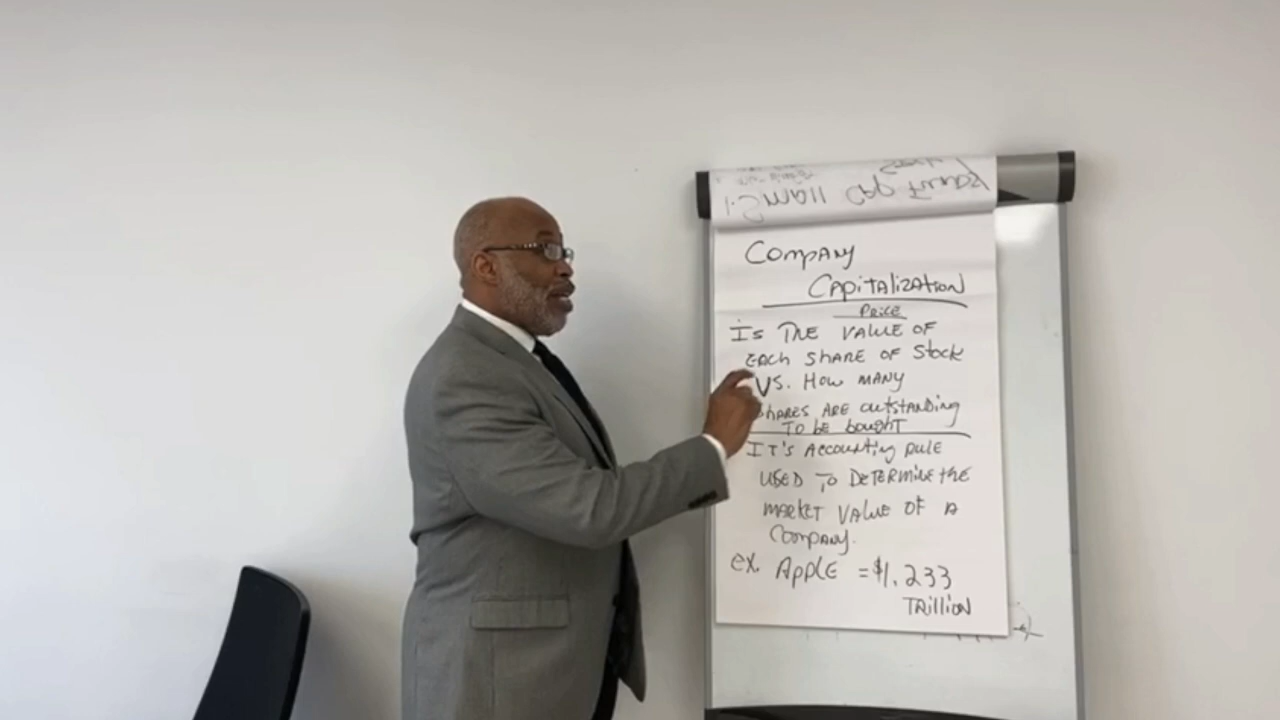 Company
Capitalization
Price
Is The value of
each share of Stock
VS. How many
shares are outstanding
To be bought
IT'S Accounting rule
used To Determine the
market value of a
Company.
ex. Apple = $1.233
Trillion